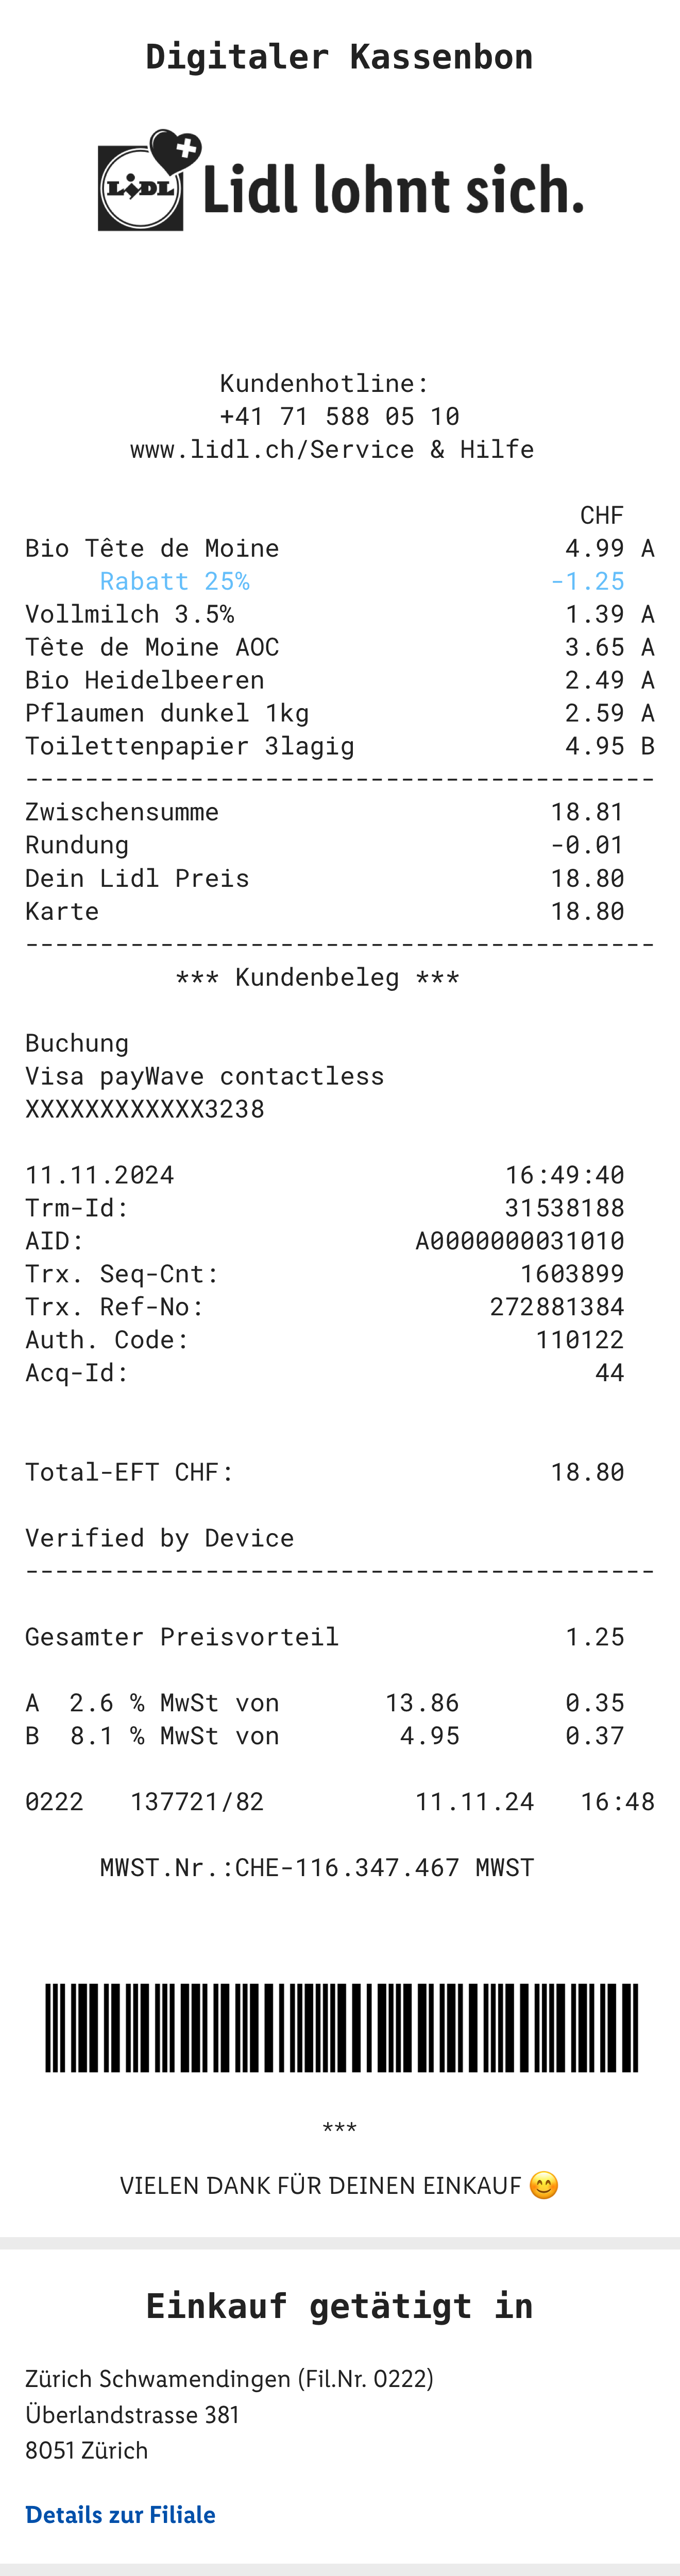 Digitaler Kassenbon
LIDL Lidl lohnt sich.
Kundenhotline:
+41 71 588 05 10
www.lidl.ch/Service & Hilfe
CHF
Bio Tête de Moine 4.99 A
Rabatt 25% -1.25
Vollmilch 3.5% 1.39 A
Tête de Moine AOC 3.65 A
Bio Heidelbeeren 2.49 A
Pflaumen dunkel 1kg 2.59 A
Toilettenpapier 3lagig 4.95 B
------------------------------------------
Zwischensumme 18.81
Rundung -0.01
Dein Lidl Preis 18.80
Karte 18.80
------------------------------------------
*** Kundenbeleg ***
Buchung
Visa payWave contactless
XXXXXXXXXXXX3238
11.11.2024 16:49:40
Trm-Id: 31538188
AID: A0000000031010
Trx. Seq-Cnt: 1603899
Trx. Ref-No: 272881384
Auth. Code: 110122
Acq-Id: 44
Total-EFT CHF: 18.80
Verified by Device
------------------------------------------
Gesamter Preisvorteil 1.25
A 2.6 % MwSt von 13.86 0.35
B 8.1 % MwSt von 4.95 0.37
0222 137721/82 11.11.24 16:48
MWST.Nr.:CHE-116.347.467 MWST
***
VIELEN DANK FÜR DEINEN EINKAUF 😊
Einkauf getätigt in
Zürich Schwamendingen (Fil.Nr. 0222)
Überlandstrasse 381
8051 Zürich
Details zur Filiale